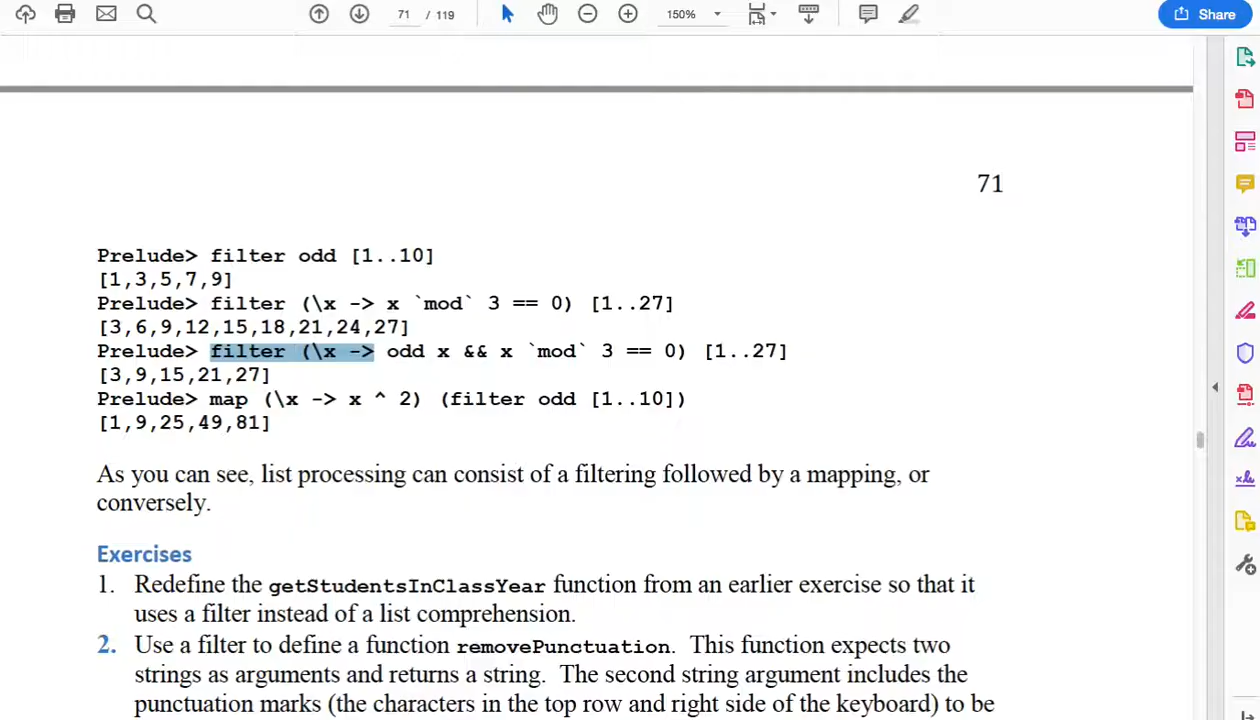 71 / 119
150%
Share
71
Prelude> filter odd [1..10]
[1,3,5,7,9]
Prelude> filter (\x -> x `mod` 3 == 0) [1..27]
[3,6,9,12,15,18,21,24,27]
Prelude> filter (\x -> odd x && x `mod` 3 == 0) [1..27]
[3,9,15,21,27]
Prelude> map (\x -> x ^ 2) (filter odd [1..10])
[1,9,25,49,81]
As you can see, list processing can consist of a filtering followed by a mapping, or
conversely.
Exercises
1. Redefine the getStudentsInClassYear function from an earlier exercise so that it
uses a filter instead of a list comprehension.
2. Use a filter to define a function removePunctuation. This function expects two
strings as arguments and returns a string. The second string argument includes the
punctuation marks (the characters in the top row and right side of the keyboard) to be